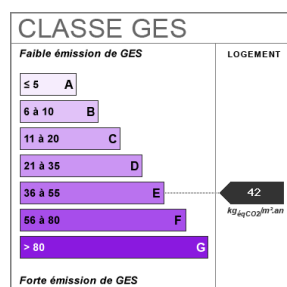 CLASSE GES
Faible émission de GES
LOGEMENT
≤ 5 A
6 à 10 B
11 à 20 C
21 à 35 D
36 à 55 E
42
kgéqCO2/m².an
56 à 80 F
> 80 G
Forte émission de GES